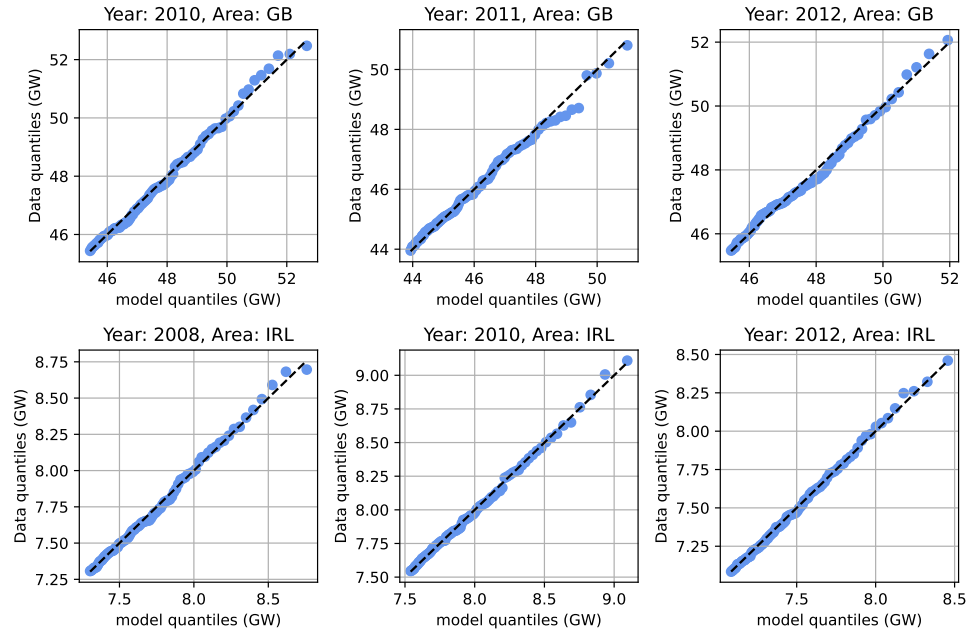 Year: 2010, Area: GB
Data quantiles (GW)
52
50
48
46
46 48 50 52
model quantiles (GW)
Year: 2011, Area: GB
Data quantiles (GW)
50
48
46
44
44 46 48 50
model quantiles (GW)
Year: 2012, Area: GB
Data quantiles (GW)
52
50
48
46
46 48 50 52
model quantiles (GW)
Year: 2008, Area: IRL
Data quantiles (GW)
8.75
8.50
8.25
8.00
7.75
7.50
7.25
7.5 8.0 8.5
model quantiles (GW)
Year: 2010, Area: IRL
Data quantiles (GW)
9.00
8.75
8.50
8.25
8.00
7.75
7.50
7.5 8.0 8.5 9.0
model quantiles (GW)
Year: 2012, Area: IRL
Data quantiles (GW)
8.50
8.25
8.00
7.75
7.50
7.25
7.5 8.0 8.5
model quantiles (GW)